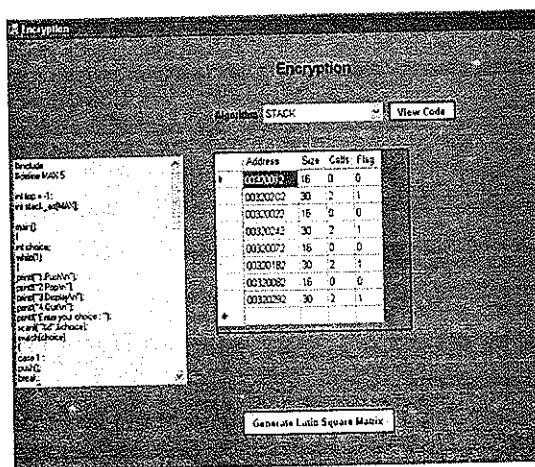 Encryption
Encryption
Algorithm STACK View Code
#include
#define MAX 5
int top = -1;
int stack_arr[MAX];
main()
{
int choice;
while(1)
{
printf("1.Push\n");
printf("2.Pop\n");
printf("3.Display\n");
printf("4.Quit\n");
printf("Enter your choice : ");
scanf("%d",&choice);
switch(choice)
{
case 1 :
push();
break;
Address Size Calls Flag
16 0 0
00320202 30 2 1
00320022 16 0 0
00320242 30 2 1
00320072 16 0 0
00320182 30 2 1
00320082 16 0 0
00320292 30 2 1
Generate Latin Square Matrix